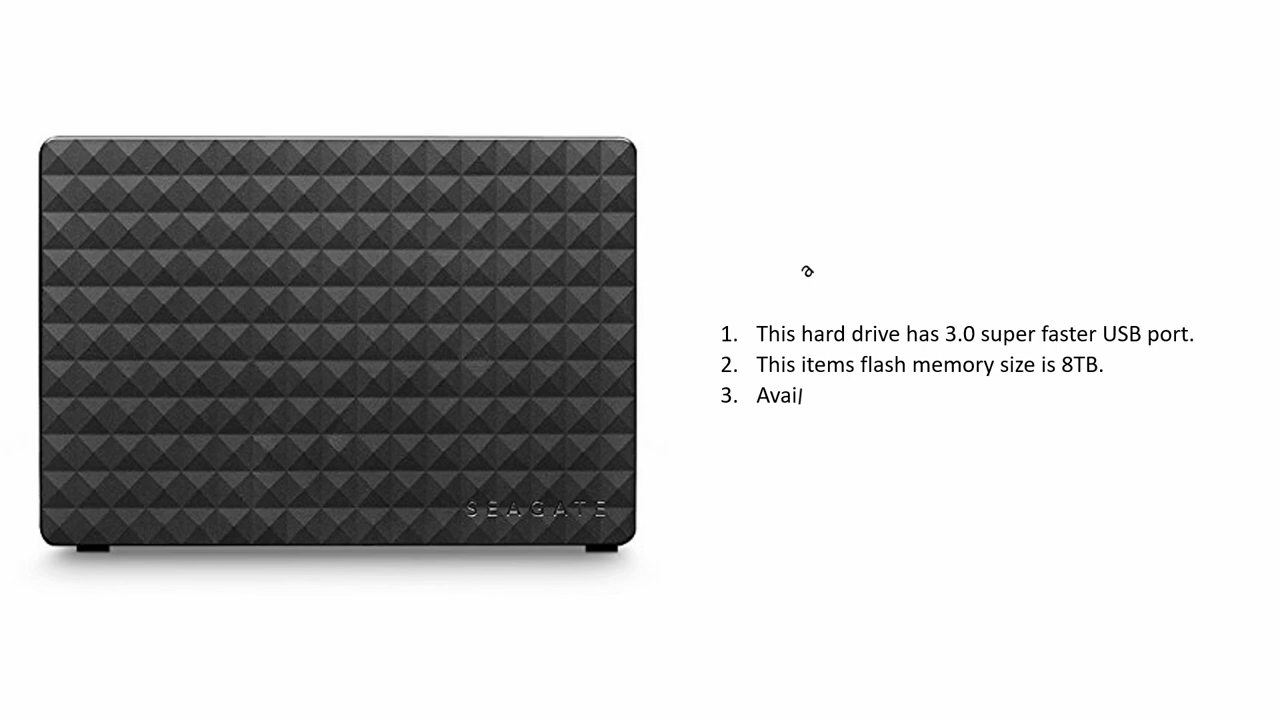 SEAGATE
a
1. This hard drive has 3.0 super faster USB port.
2. This items flash memory size is 8TB.
3. Avail